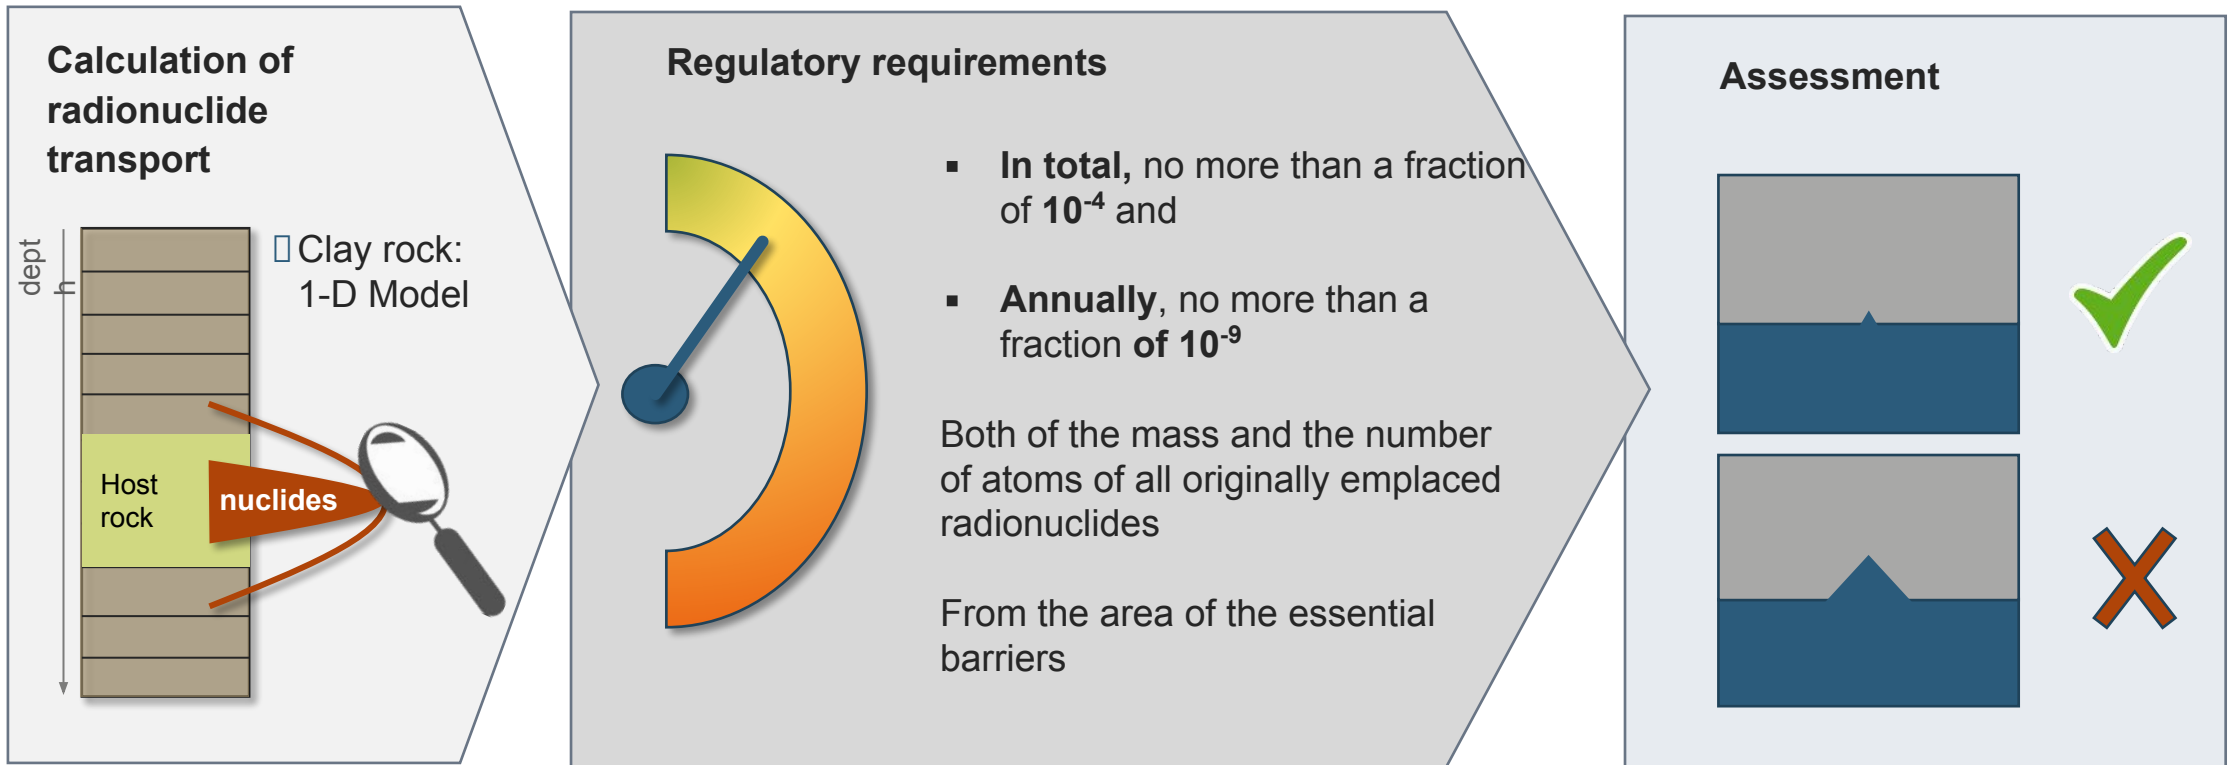 Calculation of
radionuclide
transport
dept
h
▯ Clay rock:
1-D Model
Host
rock
nuclides
Regulatory requirements
▪ In total, no more than a fraction
of 10⁻⁴ and
▪ Annually, no more than a
fraction of 10⁻⁹
Both of the mass and the number
of atoms of all originally emplaced
radionuclides
From the area of the essential
barriers
Assessment